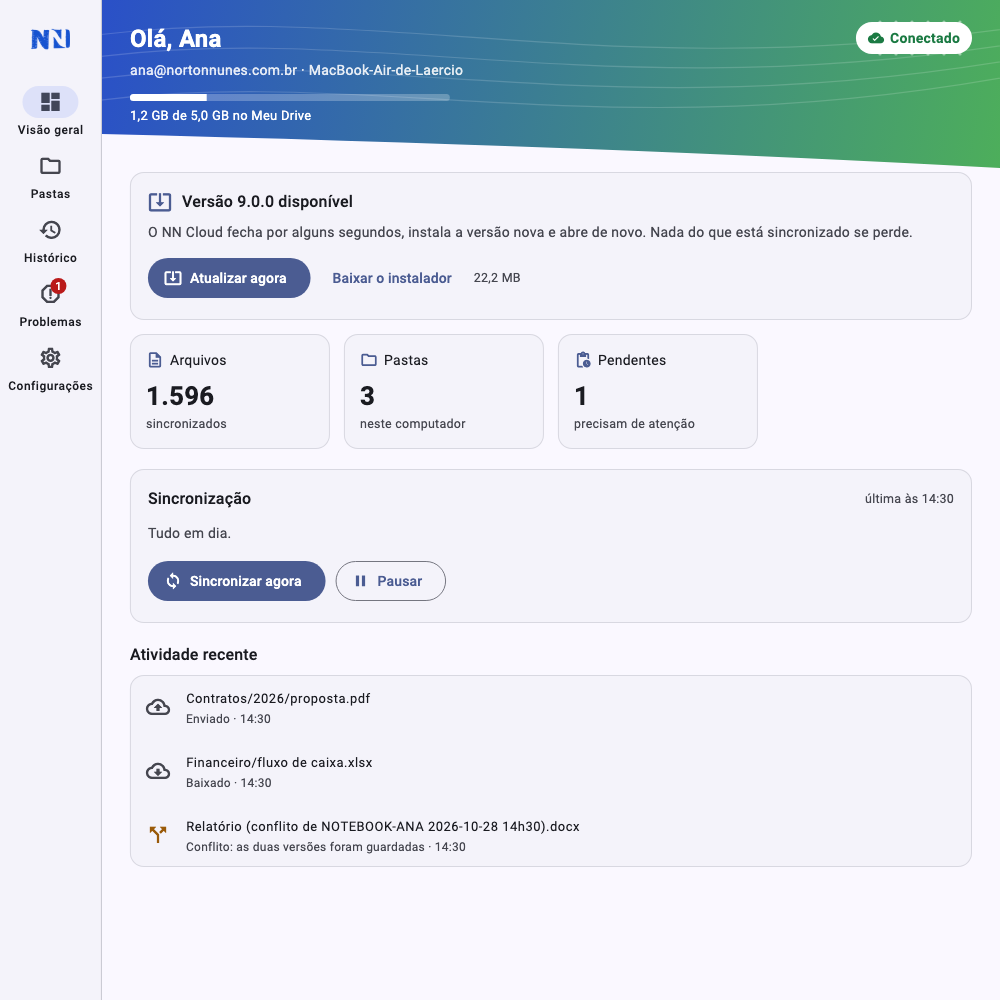 NN
Olá, Ana
Conectado
ana@nortonnunes.com.br · MacBook-Air-de-Laercio
1,2 GB de 5,0 GB no Meu Drive
Visão geral
Pastas
Histórico
1
Problemas
Configurações
Versão 9.0.0 disponível
O NN Cloud fecha por alguns segundos, instala a versão nova e abre de novo. Nada do que está sincronizado se perde.
Atualizar agora
Baixar o instalador
22,2 MB
Arquivos
1.596
sincronizados
Pastas
3
neste computador
Pendentes
1
precisam de atenção
Sincronização
última às 14:30
Tudo em dia.
Sincronizar agora
Pausar
Atividade recente
Contratos/2026/proposta.pdf
Enviado · 14:30
Financeiro/fluxo de caixa.xlsx
Baixado · 14:30
Relatório (conflito de NOTEBOOK-ANA 2026-10-28 14h30).docx
Conflito: as duas versões foram guardadas · 14:30